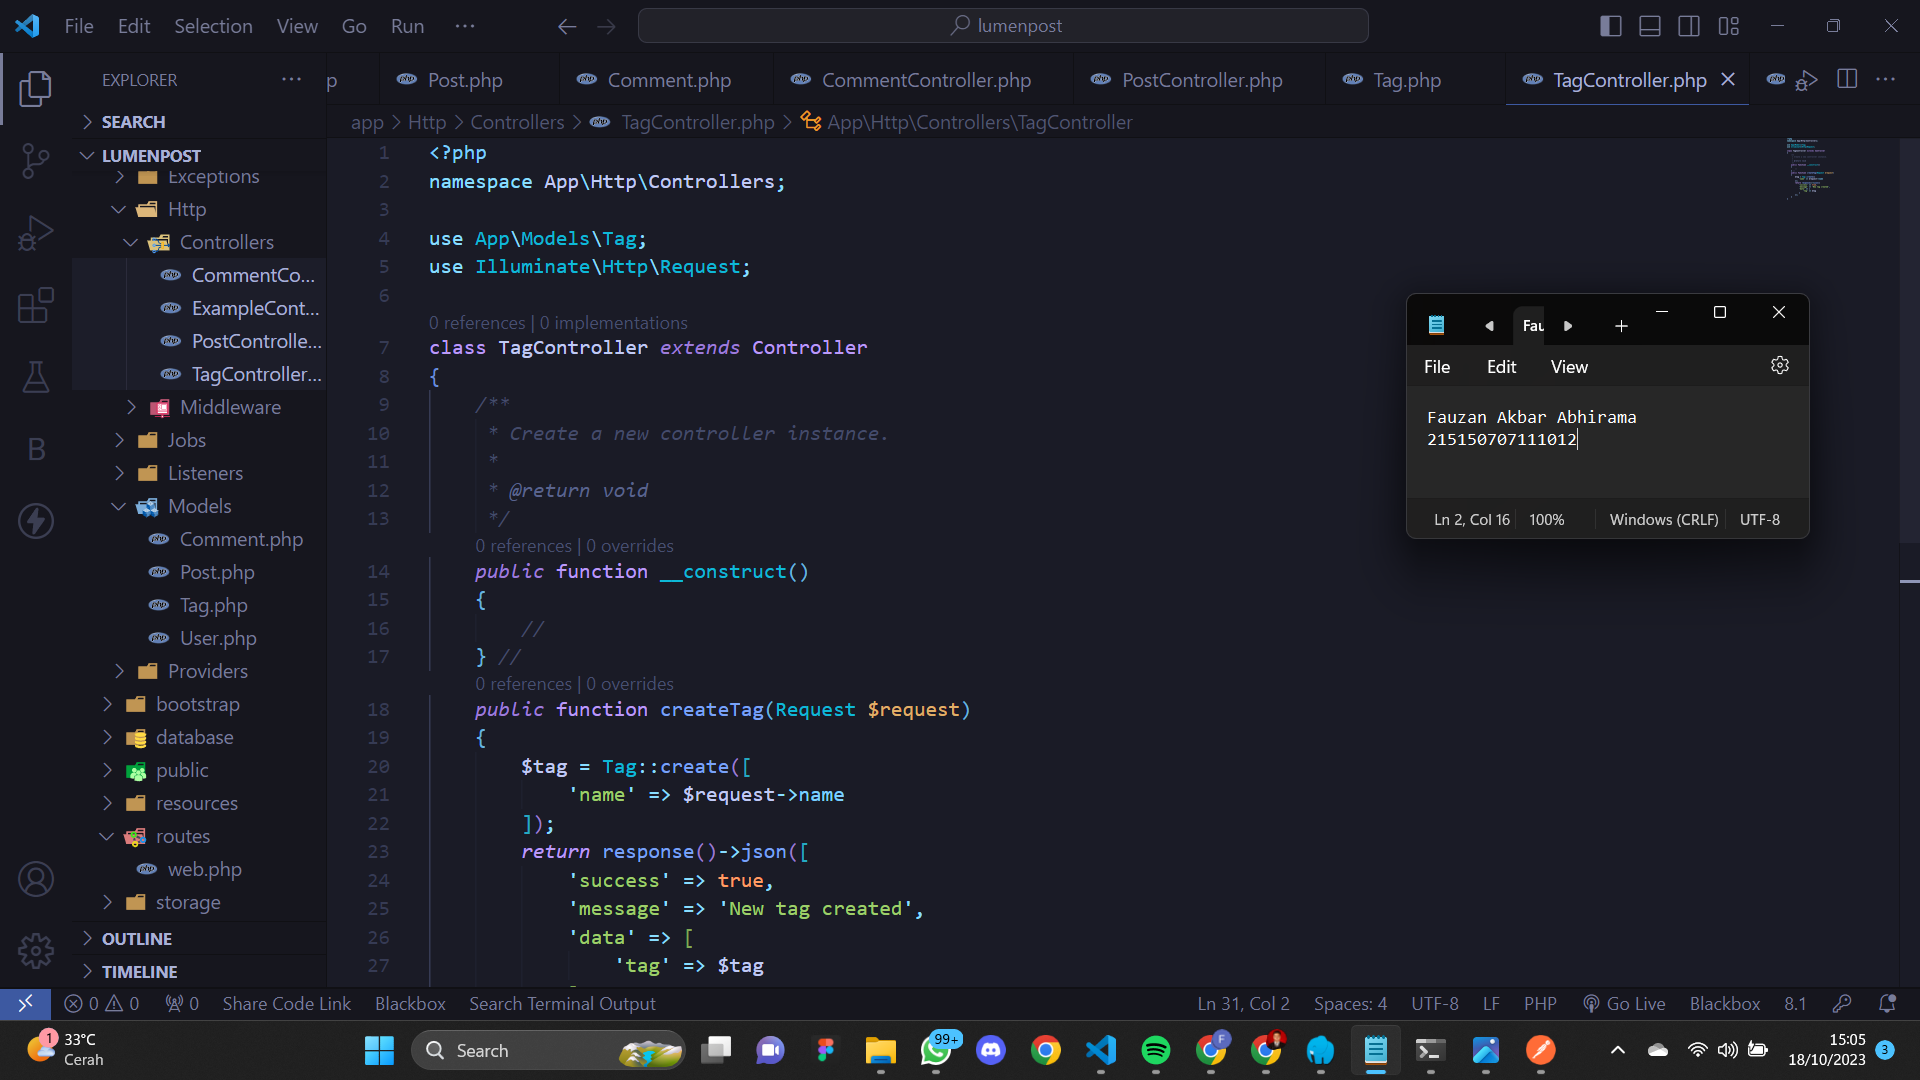 File Edit Selection View Go Run ··· lumenpost
EXPLORER ···
p Post.php Comment.php CommentController.php PostController.php Tag.php TagController.php
SEARCH
LUMENPOST
Exceptions
Http
Controllers
CommentCo...
ExampleCont...
PostControlle...
TagController...
Middleware
Jobs
Listeners
Models
Comment.php
Post.php
Tag.php
User.php
Providers
bootstrap
database
public
resources
routes
web.php
storage
OUTLINE
TIMELINE
app > Http > Controllers > TagController.php > App\Http\Controllers\TagController
1 <?php
2 namespace App\Http\Controllers;
3
4 use App\Models\Tag;
5 use Illuminate\Http\Request;
6
0 references | 0 implementations
7 class TagController extends Controller
8 {
9 /**
10 * Create a new controller instance.
11 *
12 * @return void
13 */
0 references | 0 overrides
14 public function __construct()
15 {
16 //
17 } //
0 references | 0 overrides
18 public function createTag(Request $request)
19 {
20 $tag = Tag::create([
21 'name' => $request->name
22 ]);
23 return response()->json([
24 'success' => true,
25 'message' => 'New tag created',
26 'data' => [
27 'tag' => $tag
Fau
File Edit View
Fauzan Akbar Abhirama
215150707111012
Ln 2, Col 16 100% Windows (CRLF) UTF-8
0 0 0 Share Code Link Blackbox Search Terminal Output Ln 31, Col 2 Spaces: 4 UTF-8 LF PHP Go Live Blackbox 8.1
1 33°C
Cerah
Search
99+
F
15:05
18/10/2023
3